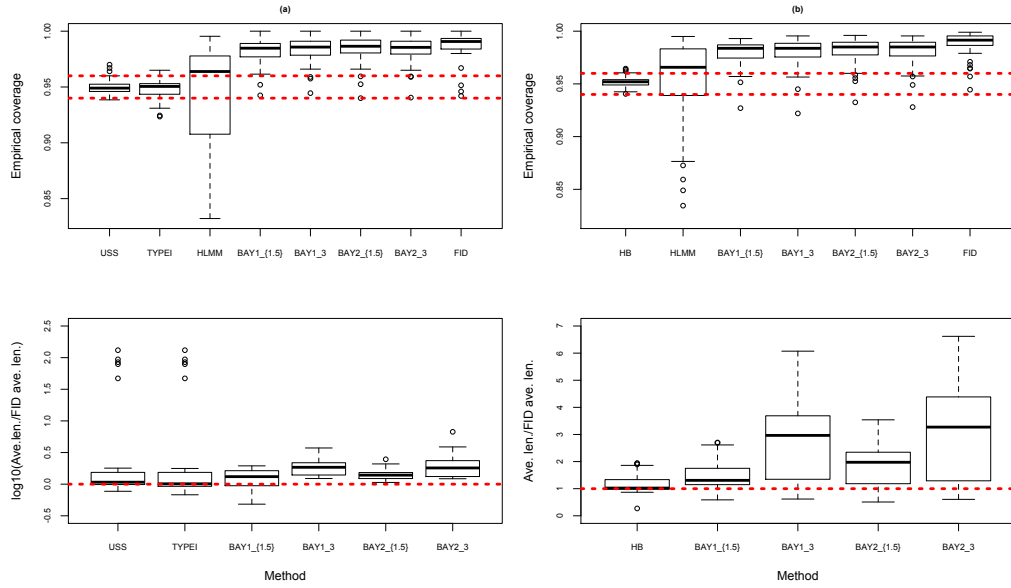 (a)
Empirical coverage
1.00
0.95
0.90
0.85
USS TYPEI HLMM BAY1_{1.5} BAY1_3 BAY2_{1.5} BAY2_3 FID
(b)
Empirical coverage
1.00
0.95
0.90
0.85
HB HLMM BAY1_{1.5} BAY1_3 BAY2_{1.5} BAY2_3 FID
log10(Ave.len./FID ave. len.)
2.5
2.0
1.5
1.0
0.5
0.0
-0.5
USS TYPEI BAY1_{1.5} BAY1_3 BAY2_{1.5} BAY2_3
Method
Ave. len./FID ave. len.
7
6
5
4
3
2
1
0
HB BAY1_{1.5} BAY1_3 BAY2_{1.5} BAY2_3
Method